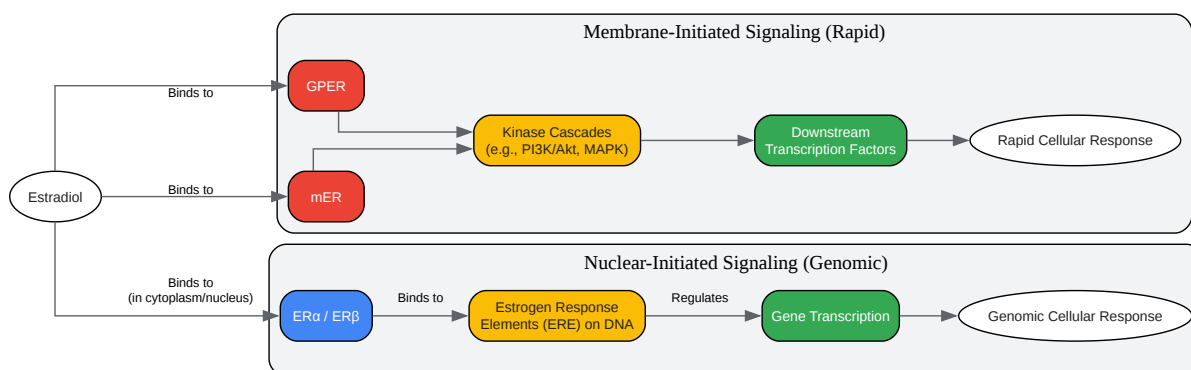 Membrane-Initiated Signaling (Rapid)
Binds to
GPER
Kinase Cascades
(e.g., PI3K/Akt, MAPK)
Downstream
Transcription Factors
Rapid Cellular Response
Estradiol
Binds to
mER
Nuclear-Initiated Signaling (Genomic)
Binds to
(in cytoplasm/nucleus)
ERα / ERβ
Binds to
Estrogen Response
Elements (ERE) on DNA
Regulates
Gene Transcription
Genomic Cellular Response